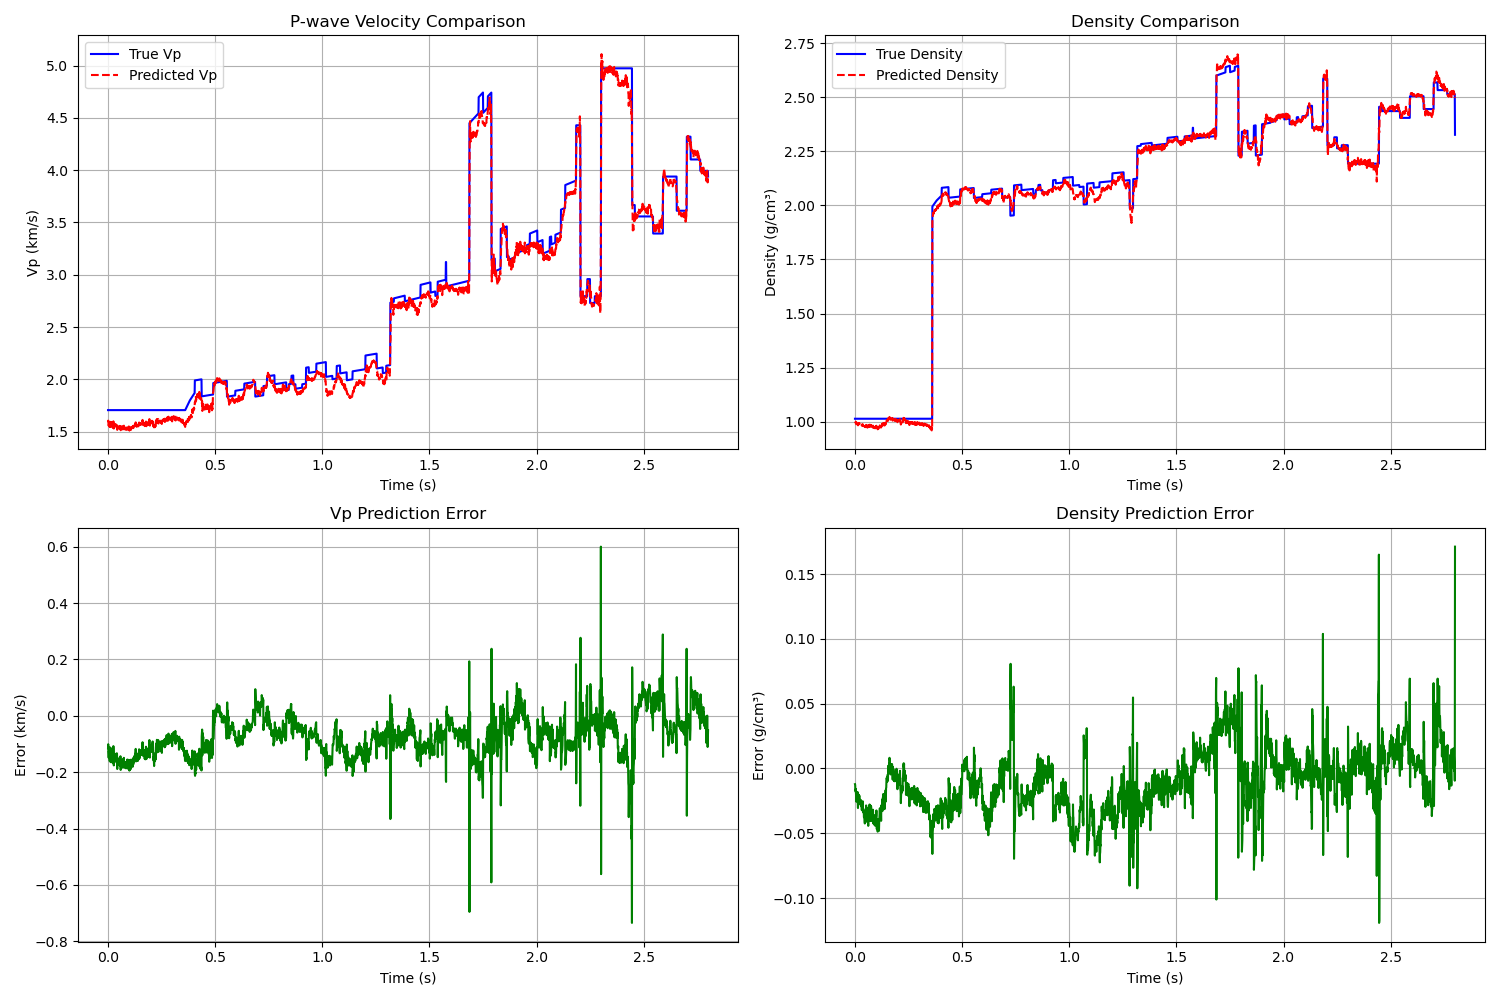 P-wave Velocity Comparison
True Vp
Predicted Vp
Vp (km/s)
5.0
4.5
4.0
3.5
3.0
2.5
2.0
1.5
0.0 0.5 1.0 1.5 2.0 2.5
Time (s)
Density Comparison
True Density
Predicted Density
Density (g/cm³)
2.75
2.50
2.25
2.00
1.75
1.50
1.25
1.00
0.0 0.5 1.0 1.5 2.0 2.5
Time (s)
Vp Prediction Error
Error (km/s)
0.6
0.4
0.2
0.0
−0.2
−0.4
−0.6
−0.8
0.0 0.5 1.0 1.5 2.0 2.5
Time (s)
Density Prediction Error
Error (g/cm³)
0.15
0.10
0.05
0.00
−0.05
−0.10
0.0 0.5 1.0 1.5 2.0 2.5
Time (s)